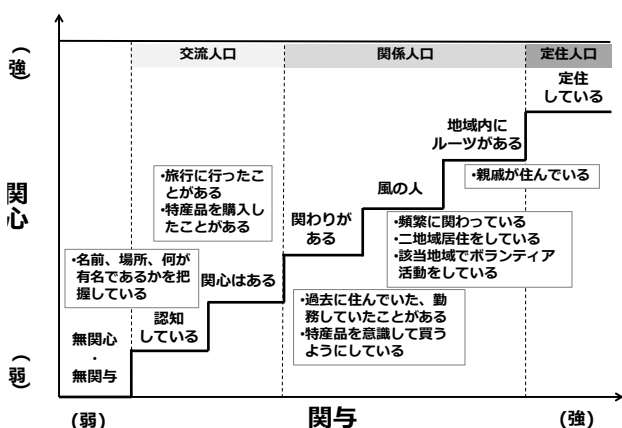 交流人口
関係人口
定住人口
(強)
関心
(弱)
定住
している
地域内に
ルーツがある
・親戚が住んでいる
風の人
・頻繁に関わっている
・二地域居住をしている
・該当地域でボランティア
活動をしている
関わりが
ある
・過去に住んでいた、勤
務していたことがある
・特産品を意識して買う
ようにしている
・旅行に行ったこ
とがある
・特産品を購入し
たことがある
関心はある
・名前、場所、何が
有名であるかを把
握している
認知
している
無関心
・
無関与
(弱)
関与
(強)